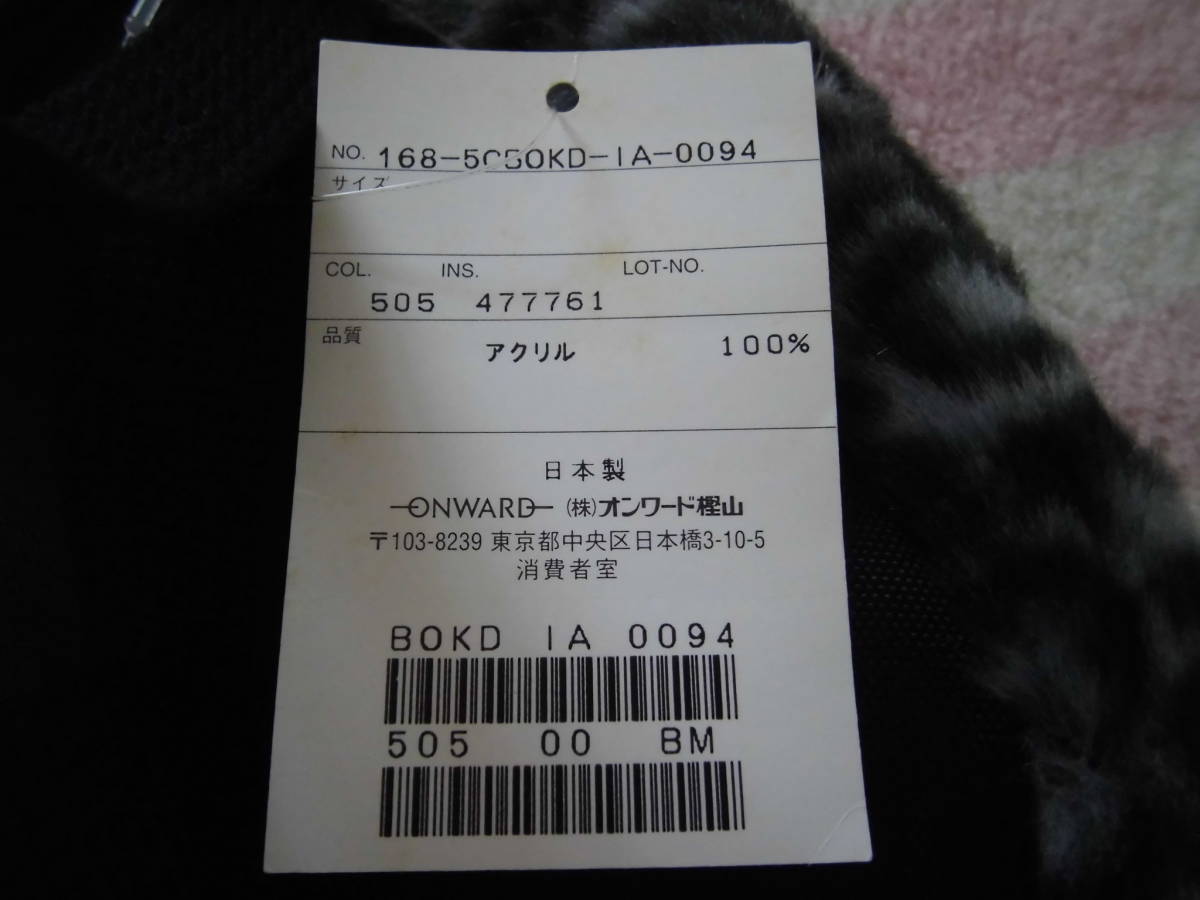 NO. 168-5CBOKD-IA-0094
サイズ
COL. INS. LOT-NO.
505 477761
品質 アクリル 100%
日本製
ONWARD (株)オンワード樫山
〒103-8239 東京都中央区日本橋3-10-5
消費者室
BOKD IA 0094
505 00 BM